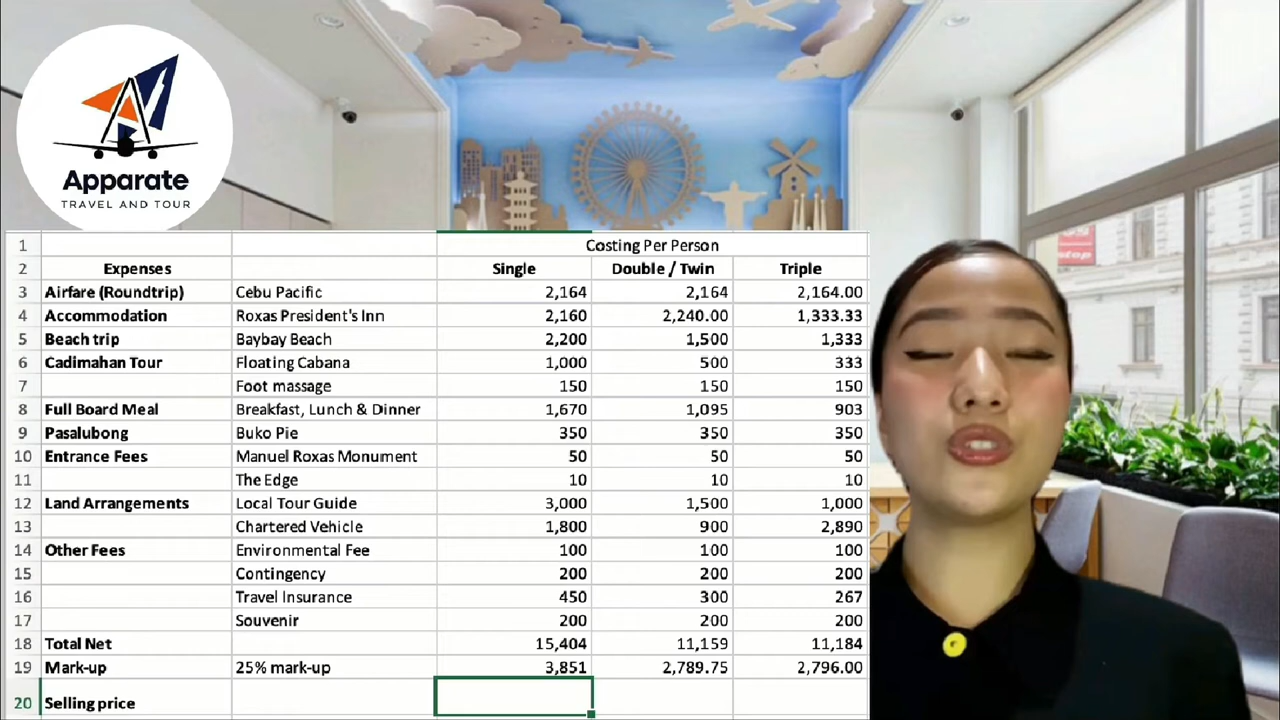 Apparate
TRAVEL AND TOUR
1 Costing Per Person
2 Expenses Single Double / Twin Triple
3 Airfare (Roundtrip) Cebu Pacific 2,164 2,164 2,164.00
4 Accommodation Roxas President's Inn 2,160 2,240.00 1,333.33
5 Beach trip Baybay Beach 2,200 1,500 1,333
6 Cadimahan Tour Floating Cabana 1,000 500 333
7 Foot massage 150 150 150
8 Full Board Meal Breakfast, Lunch & Dinner 1,670 1,095 903
9 Pasalubong Buko Pie 350 350 350
10 Entrance Fees Manuel Roxas Monument 50 50 50
11 The Edge 10 10 10
12 Land Arrangements Local Tour Guide 3,000 1,500 1,000
13 Chartered Vehicle 1,800 900 2,890
14 Other Fees Environmental Fee 100 100 100
15 Contingency 200 200 200
16 Travel Insurance 450 300 267
17 Souvenir 200 200 200
18 Total Net 15,404 11,159 11,184
19 Mark-up 25% mark-up 3,851 2,789.75 2,796.00
20 Selling price